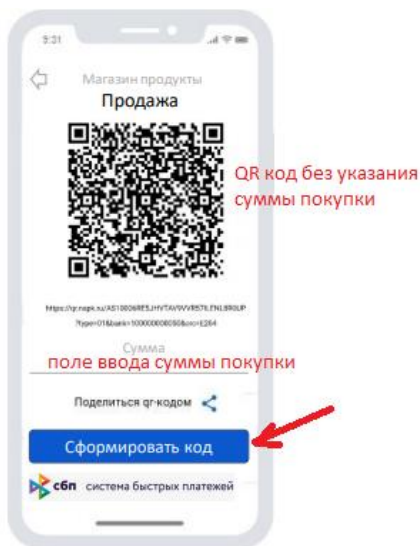 9:31
Магазин продукты
Продажа
QR код без указания
суммы покупки
Сумма
поле ввода суммы покупки
Поделиться qr-кодом
Сформировать код
сбп система быстрых платежей